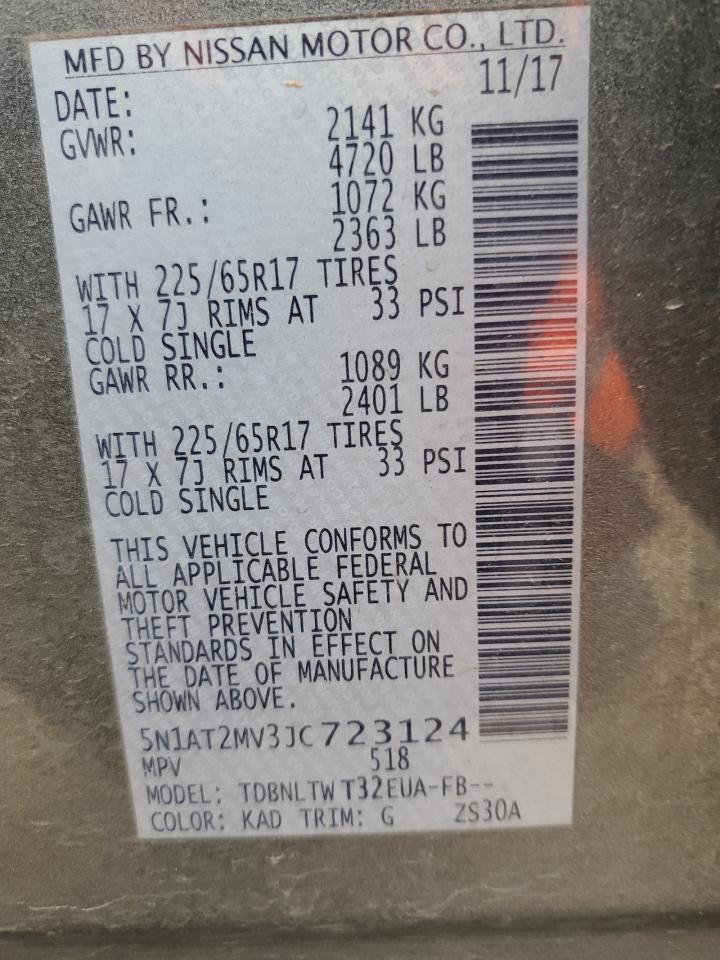 MFD BY NISSAN MOTOR CO., LTD.
DATE: 11/17
GVWR: 2141 KG
4720 LB
GAWR FR.: 1072 KG
2363 LB
WITH 225/65R17 TIRES
17 X 7J RIMS AT 33 PSI
COLD SINGLE
GAWR RR.: 1089 KG
2401 LB
WITH 225/65R17 TIRES
17 X 7J RIMS AT 33 PSI
COLD SINGLE
THIS VEHICLE CONFORMS TO
ALL APPLICABLE FEDERAL
MOTOR VEHICLE SAFETY AND
THEFT PREVENTION
STANDARDS IN EFFECT ON
THE DATE OF MANUFACTURE
SHOWN ABOVE.
5N1AT2MV3JC723124
MPV 518
MODEL: TDBNLTW T32EUA-FB--
COLOR: KAD TRIM: G ZS30A